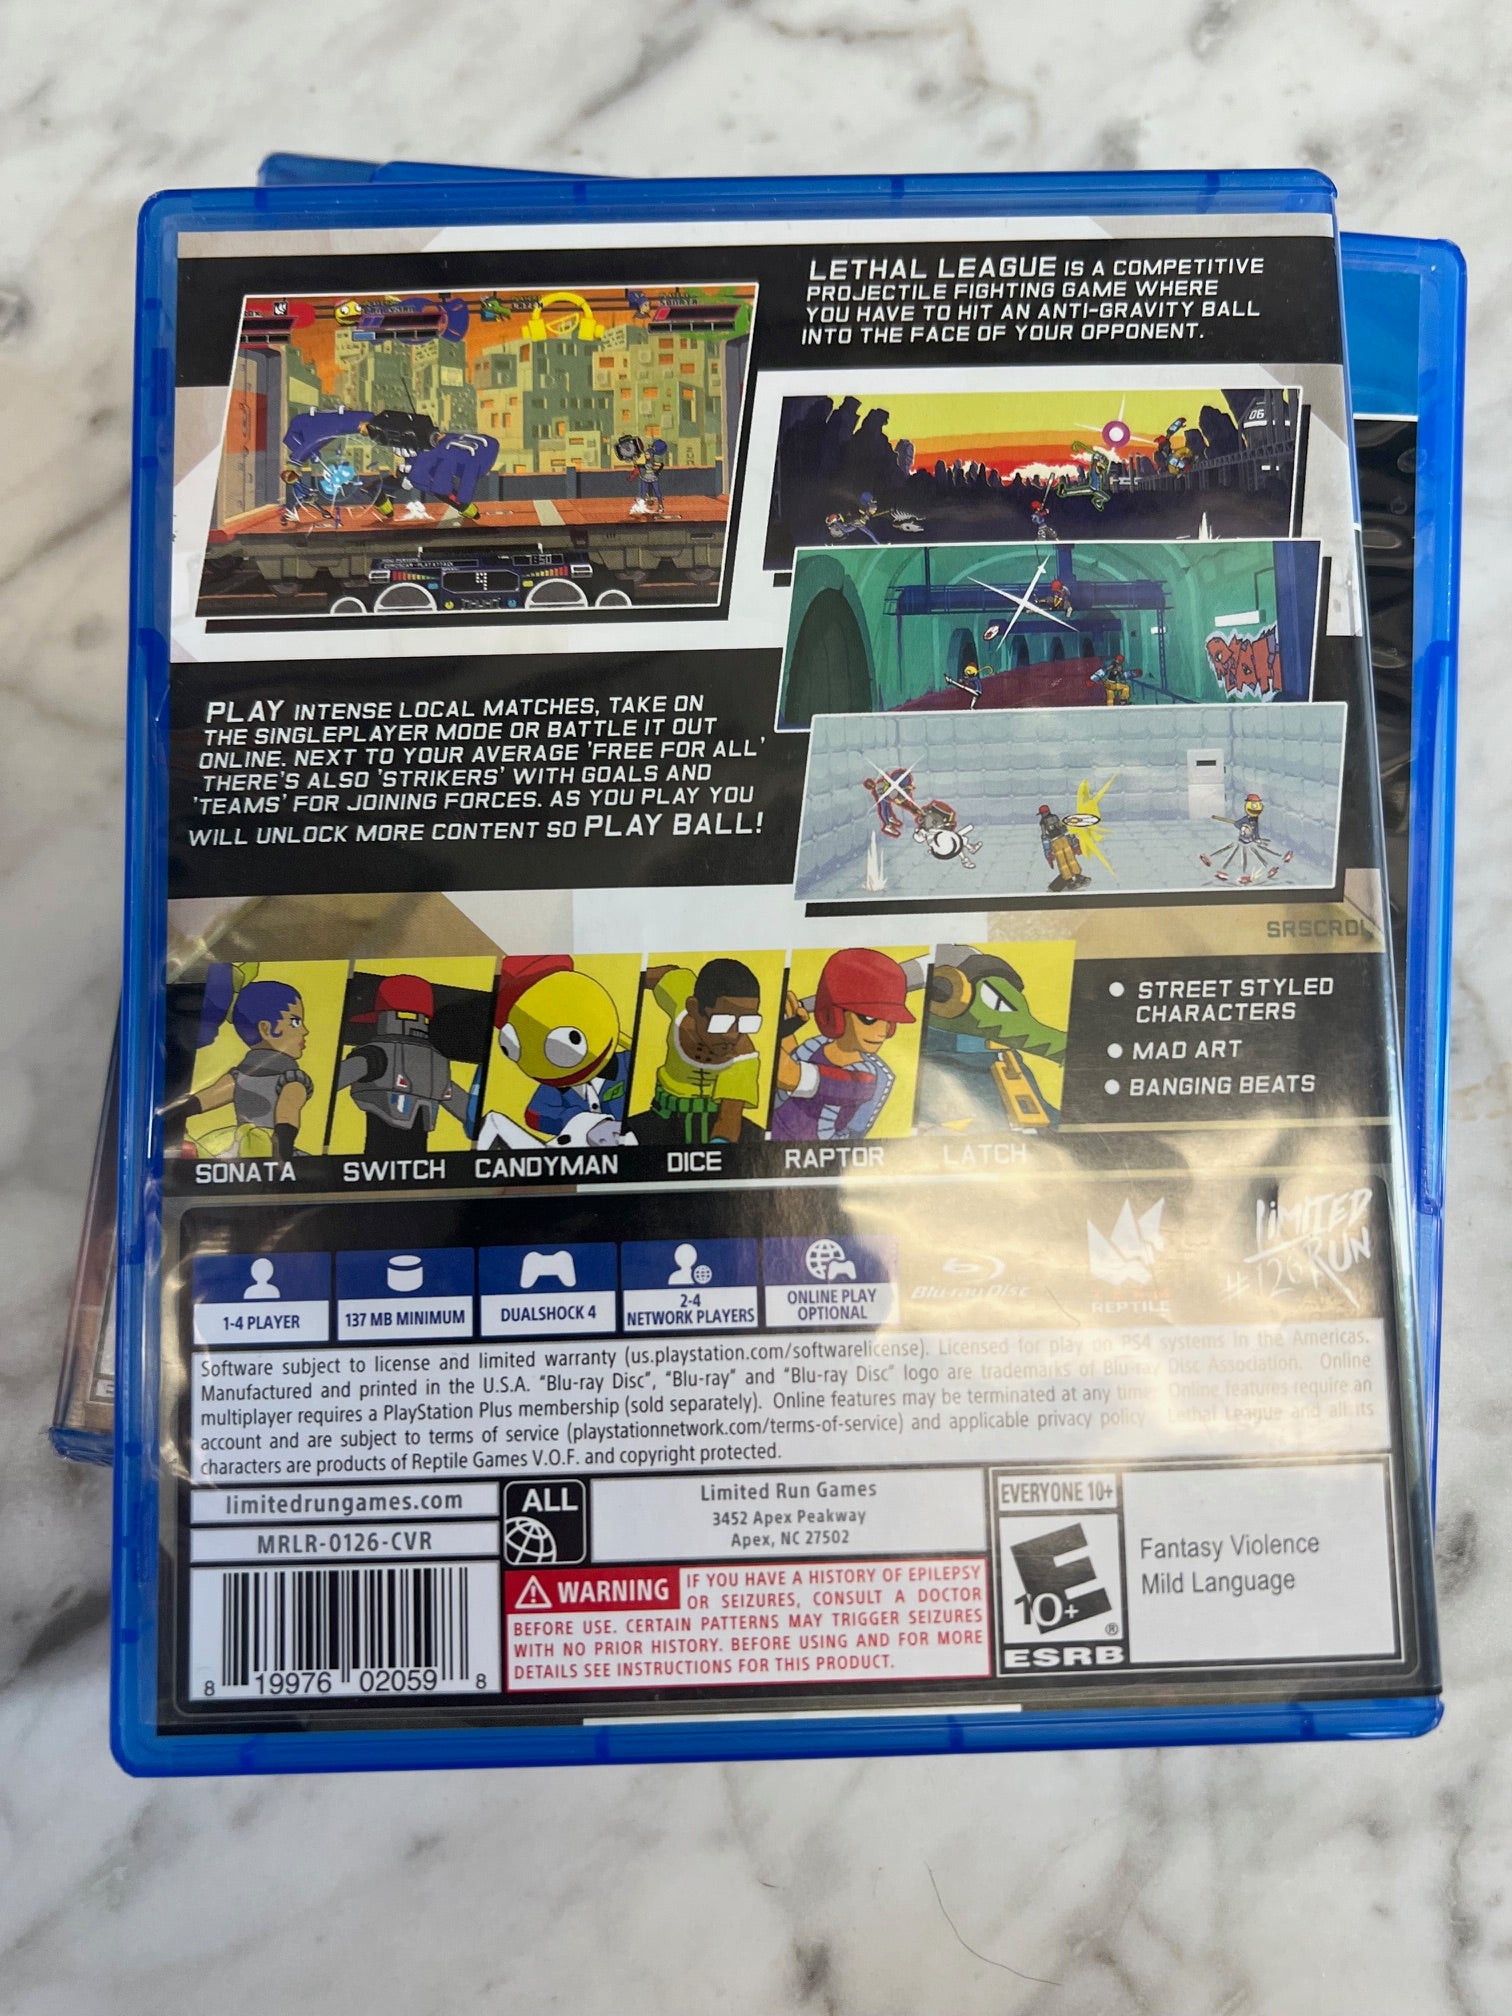 LETHAL LEAGUE IS A COMPETITIVE
PROJECTILE FIGHTING GAME WHERE
YOU HAVE TO HIT AN ANTI-GRAVITY BALL
INTO THE FACE OF YOUR OPPONENT.
06
PLAY INTENSE LOCAL MATCHES, TAKE ON
THE SINGLEPLAYER MODE OR BATTLE IT OUT
ONLINE. NEXT TO YOUR AVERAGE 'FREE FOR ALL'
THERE'S ALSO 'STRIKERS' WITH GOALS AND
'TEAMS' FOR JOINING FORCES. AS YOU PLAY YOU
WILL UNLOCK MORE CONTENT SO PLAY BALL!
SRSCRDL
• STREET STYLED
CHARACTERS
• MAD ART
• BANGING BEATS
SONATA SWITCH CANDYMAN DICE RAPTOR LATCH
1-4 PLAYER
137 MB MINIMUM
DUALSHOCK 4
2-4
NETWORK PLAYERS
ONLINE PLAY
OPTIONAL
Blu-ray Disc
REPTILE
LIMITED
#126 RUN
Software subject to license and limited warranty (us.playstation.com/softwarelicense). Licensed for play on PS4 systems in the Americas.
Manufactured and printed in the U.S.A. "Blu-ray Disc", "Blu-ray" and "Blu-ray Disc" logo are trademarks of Blu-ray Disc Association. Online
multiplayer requires a PlayStation Plus membership (sold separately). Online features may be terminated at any time. Online features require an
account and are subject to terms of service (playstationnetwork.com/terms-of-service) and applicable privacy policy. Lethal League and all its
characters are products of Reptile Games V.O.F. and copyright protected.
limitedrungames.com
MRLR-0126-CVR
8 19976 02059 8
ALL
Limited Run Games
3452 Apex Peakway
Apex, NC 27502
WARNING IF YOU HAVE A HISTORY OF EPILEPSY
OR SEIZURES, CONSULT A DOCTOR
BEFORE USE. CERTAIN PATTERNS MAY TRIGGER SEIZURES
WITH NO PRIOR HISTORY. BEFORE USING AND FOR MORE
DETAILS SEE INSTRUCTIONS FOR THIS PRODUCT.
EVERYONE 10+
E
10+
®
ESRB
Fantasy Violence
Mild Language